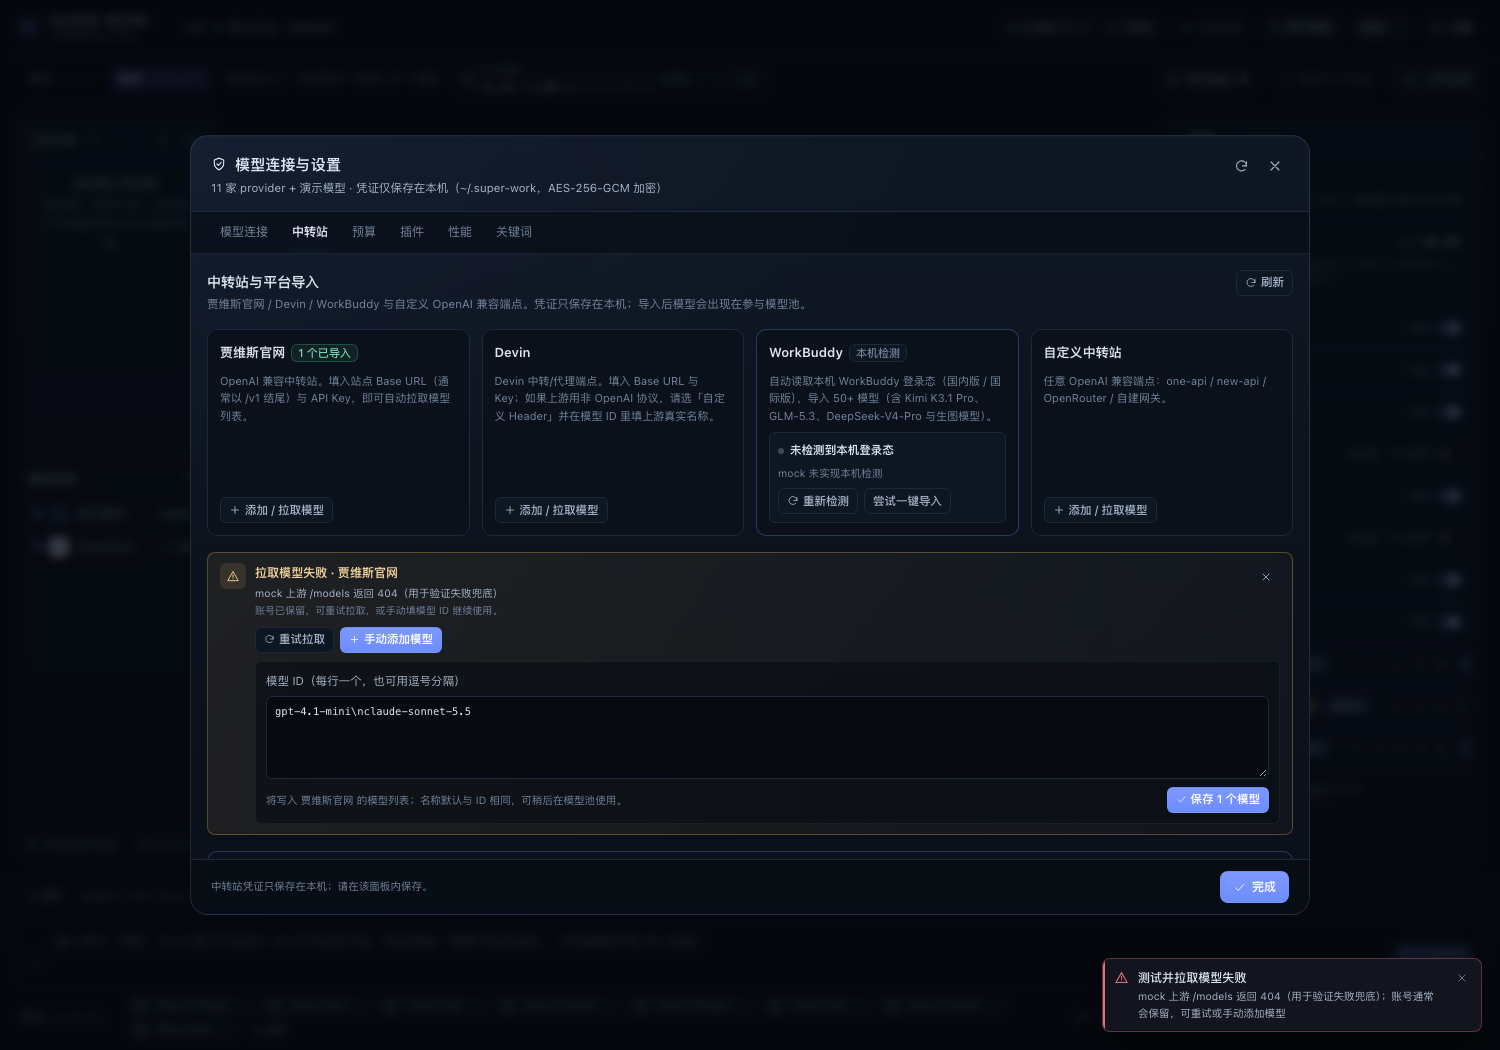 模型连接与设置
11 家 provider + 演示模型 · 凭证仅保存在本机（~/.super-work，AES-256-GCM 加密）
模型连接 中转站 预算 插件 性能 关键词
中转站与平台导入
刷新
贾维斯官网 / Devin / WorkBuddy 与自定义 OpenAI 兼容端点。凭证只保存在本机；导入后模型会出现在参与模型池。
贾维斯官网 1 个已导入
OpenAI 兼容中转站。填入站点 Base URL（通
常以 /v1 结尾）与 API Key，即可自动拉取模型
列表。
添加 / 拉取模型
Devin
Devin 中转/代理端点。填入 Base URL 与
Key；如果上游用非 OpenAI 协议，请选「自定
义 Header」并在模型 ID 里填上游真实名称。
添加 / 拉取模型
WorkBuddy 本机检测
自动读取本机 WorkBuddy 登录态（国内版 / 国
际版），导入 50+ 模型（含 Kimi K3.1 Pro、
GLM-5.3、DeepSeek-V4-Pro 与生图模型）。
未检测到本机登录态
mock 未实现本机检测
重新检测 尝试一键导入
自定义中转站
任意 OpenAI 兼容端点：one-api / new-api /
OpenRouter / 自建网关。
添加 / 拉取模型
拉取模型失败 · 贾维斯官网
mock 上游 /models 返回 404（用于验证失败兜底）
账号已保留，可重试拉取，或手动填模型 ID 继续使用。
重试拉取 手动添加模型
模型 ID（每行一个，也可用逗号分隔）
gpt-4.1-mini\nclaude-sonnet-5.5
将写入 贾维斯官网 的模型列表；名称默认与 ID 相同，可稍后在模型池使用。
保存 1 个模型
中转站凭证只保存在本机；请在该面板内保存。
完成
测试并拉取模型失败
mock 上游 /models 返回 404（用于验证失败兜底）；账号通常
会保留，可重试或手动添加模型